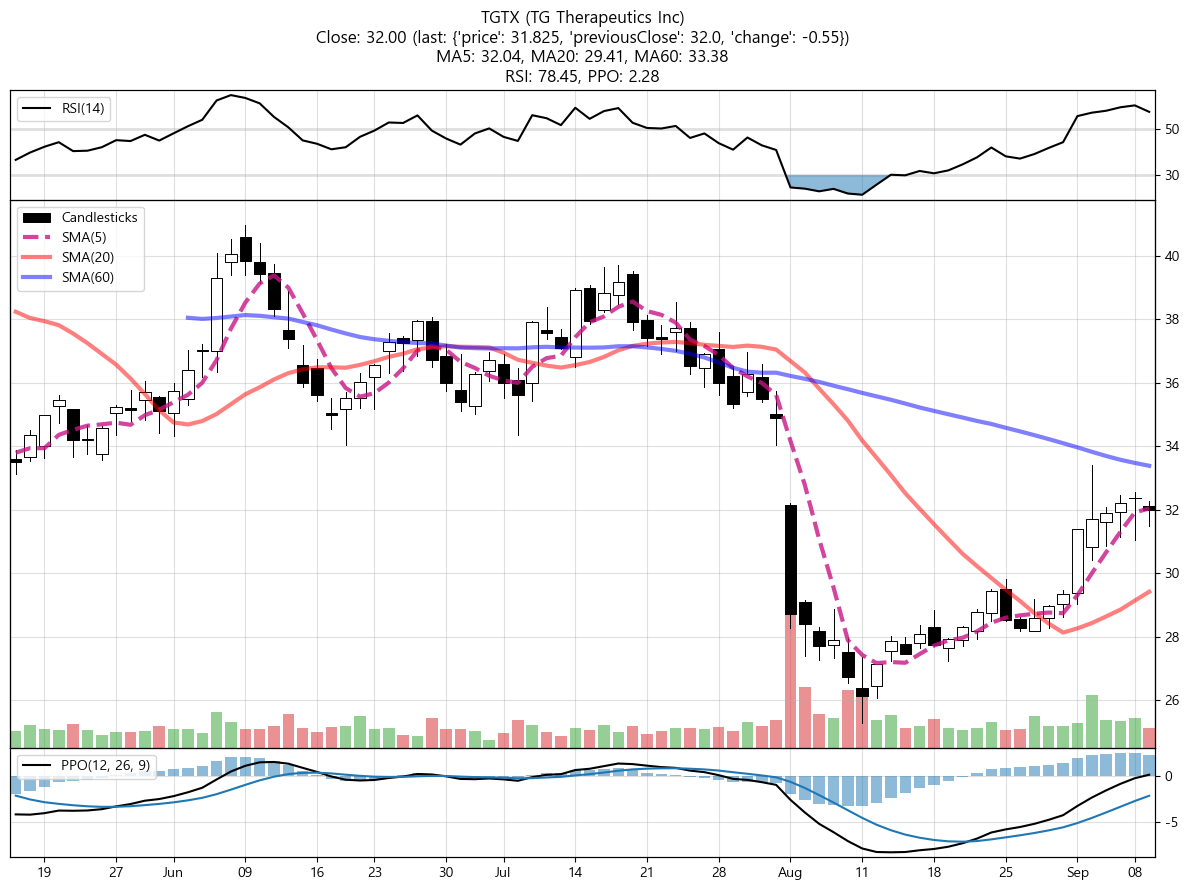 TGTX (TG Therapeutics Inc)
Close: 32.00 (last: {'price': 31.825, 'previousClose': 32.0, 'change': -0.55})
MA5: 32.04, MA20: 29.41, MA60: 33.38
RSI: 78.45, PPO: 2.28
RSI(14)
50
30
Candlesticks
SMA(5)
SMA(20)
SMA(60)
40
38
36
34
32
30
28
26
PPO(12, 26, 9)
0
-5
19 27 Jun 09 16 23 30 Jul 14 21 28 Aug 11 18 25 Sep 08